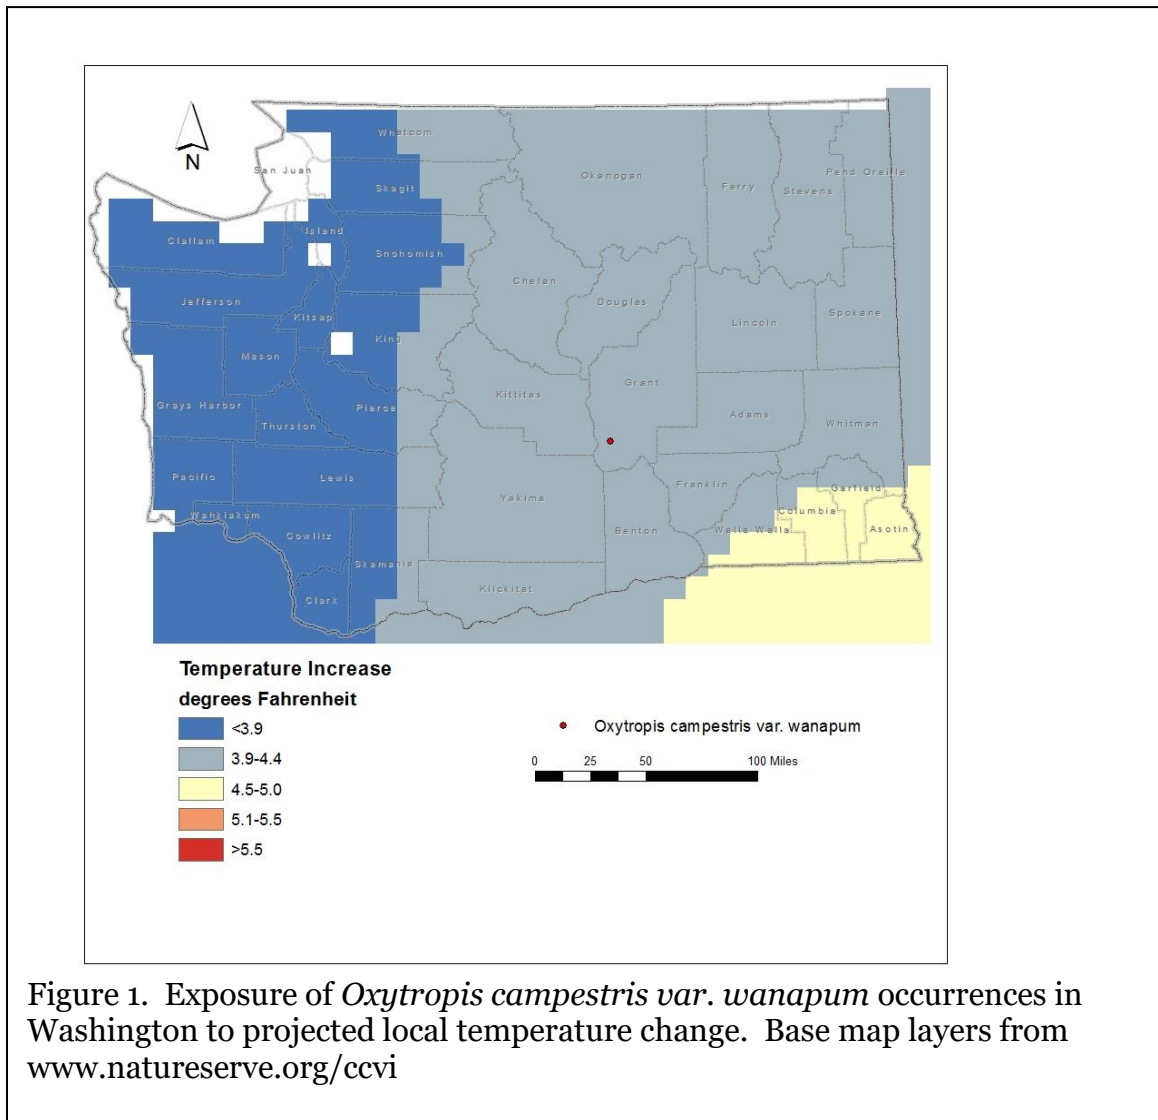 N
Whatcom
San Juan
Okanogan
Pend Oreille
Ferry
Stevens
Skagit
Island
Clallam
Snohomish
Chelan
Jefferson
Douglas
Kitsap
Spokane
Lincoln
King
Mason
Grant
Kittitas
Grays Harbor
Pierce
Adams
Whitman
Thurston
Pacific
Lewis
Franklin
Garfield
Yakima
Columbia
Wahkiakum
Asotin
Cowlitz
Benton
Walla Walla
Skamania
Klickitat
Clark
Temperature Increase
degrees Fahrenheit
<3.9
3.9-4.4
4.5-5.0
5.1-5.5
>5.5
Oxytropis campestris var. wanapum
0 25 50 100 Miles
Figure 1. Exposure of Oxytropis campestris var. wanapum occurrences in
Washington to projected local temperature change. Base map layers from
www.natureserve.org/ccvi